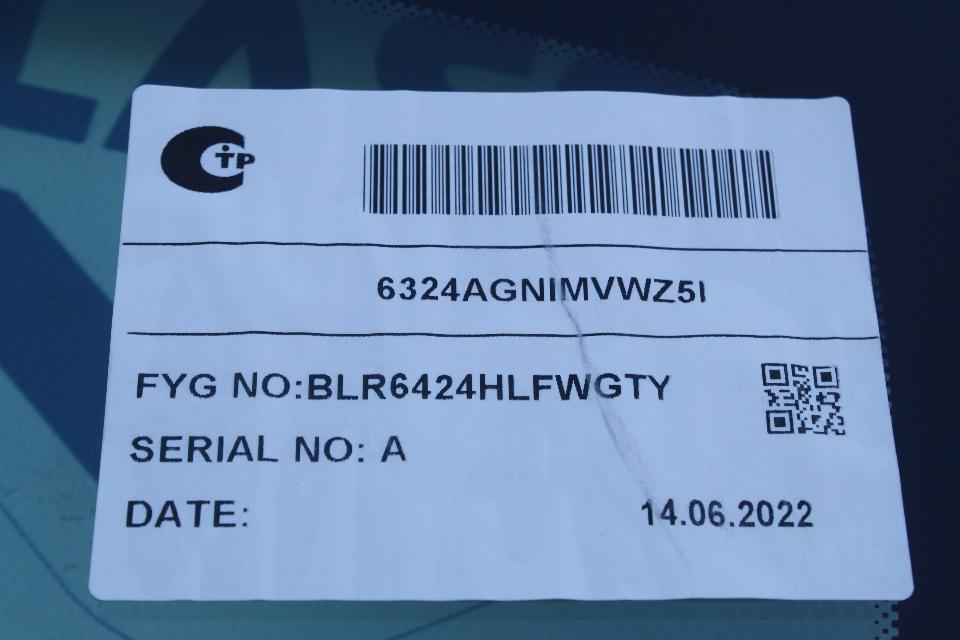 TP
6324AGNIMVWZ5I
FYG NO:BLR6424HLFWGTY
SERIAL NO: A
DATE: 14.06.2022